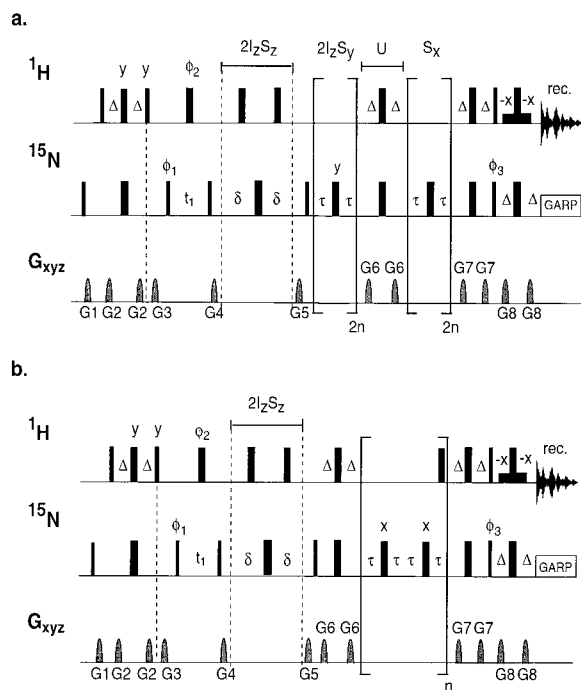 a.
2IzSz 2IzSy U Sx
¹H y y ϕ2 Δ Δ Δ Δ Δ Δ -x -x rec.
¹⁵N ϕ1 t1 δ δ τ y τ τ τ ϕ3 Δ Δ GARP
Gxyz G6 G6 G7 G7
G1 G2 G2 G3 G4 G5 G8 G8
2n 2n
b.
2IzSz
¹H y y ϕ2 Δ Δ Δ Δ Δ Δ -x -x rec.
¹⁵N ϕ1 t1 δ δ τ x τ τ x τ ϕ3 Δ Δ GARP
Gxyz G6 G6 G7 G7
G1 G2 G2 G3 G4 G5 G8 G8
n